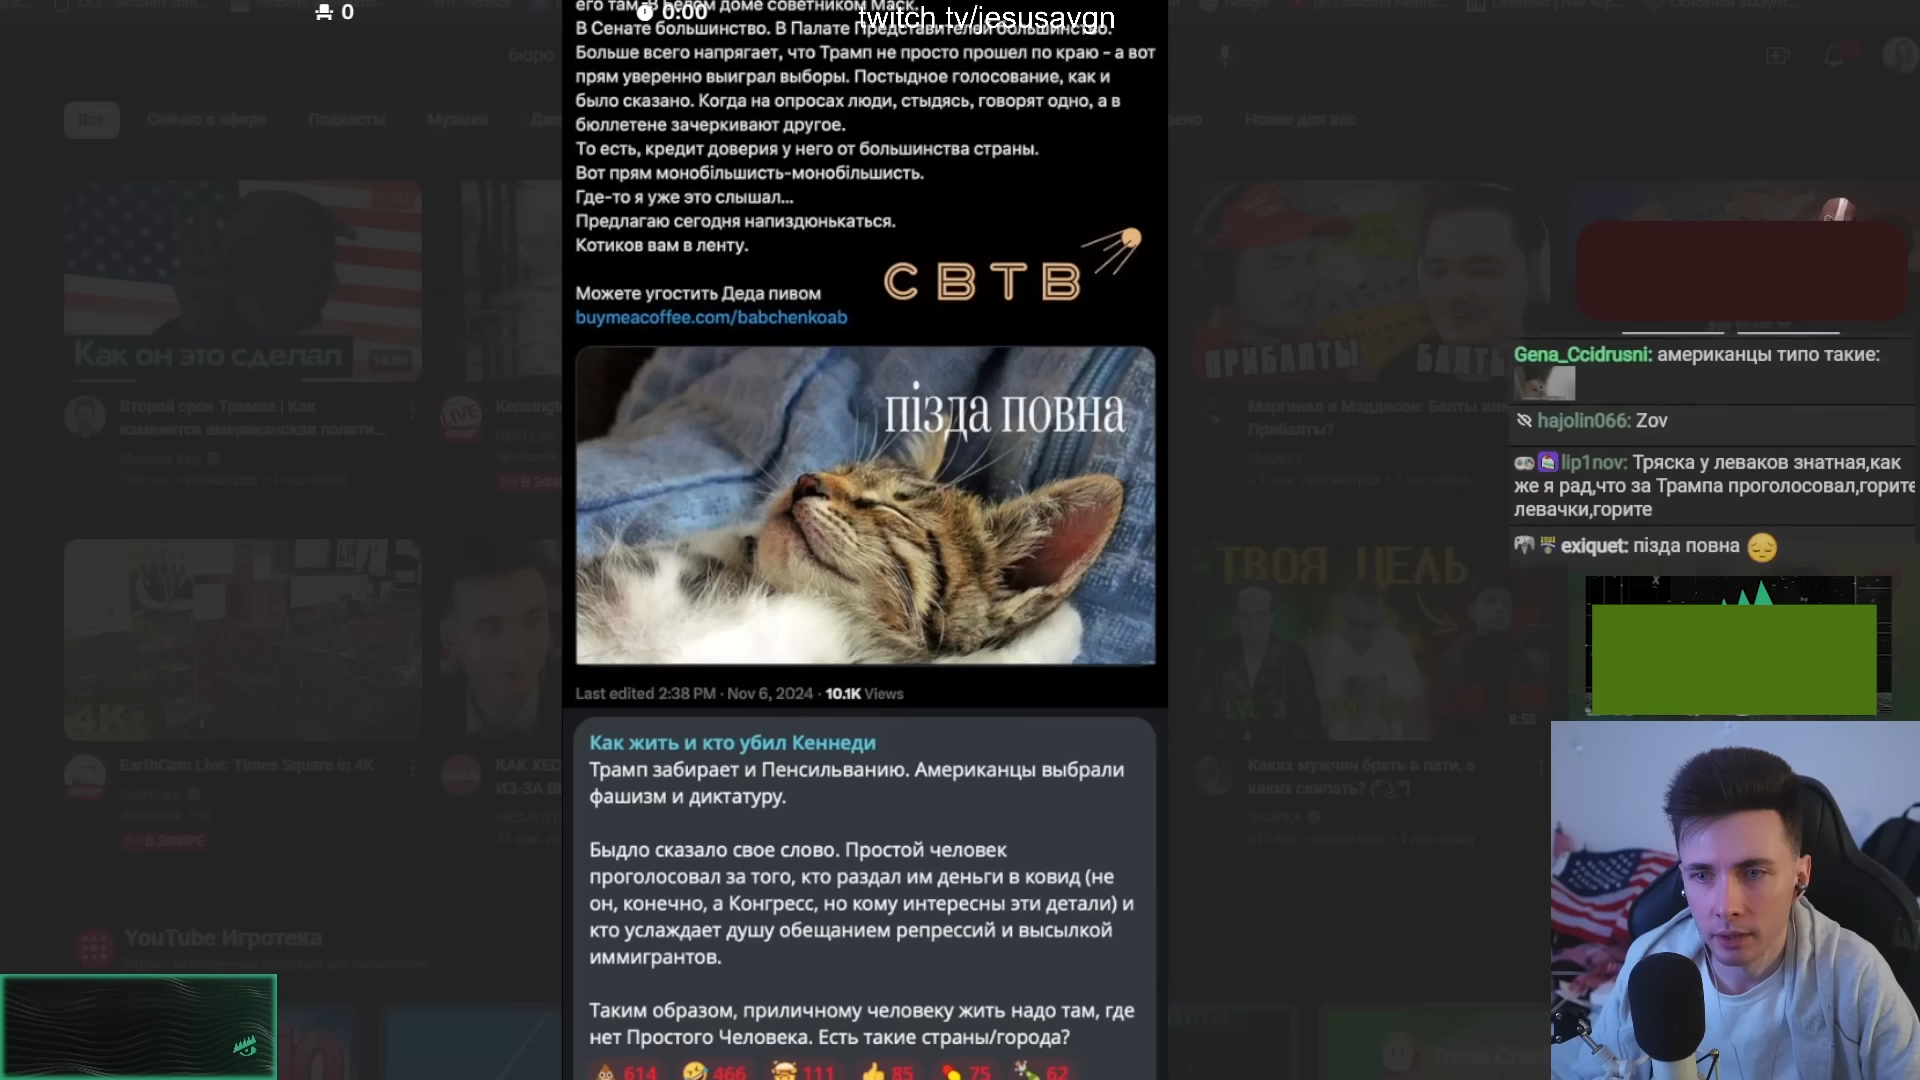 0
0:00
twitch.tv/jesusavgn
его там. В Белом доме советником Маск.
В Сенате большинство. В Палате Представителей большинство.
Больше всего напрягает, что Трамп не просто прошел по краю - а вот
прям уверенно выиграл выборы. Постыдное голосование, как и
было сказано. Когда на опросах люди, стыдясь, говорят одно, а в
бюллетене зачеркивают другое.
То есть, кредит доверия у него от большинства страны.
Вот прям монобільшисть-монобільшисть.
Где-то я уже это слышал...
Предлагаю сегодня напиздюнькаться.
Котиков вам в ленту.
Можете угостить Деда пивом
buymeacoffee.com/babchenkoab
СВТВ
пізда повна
Last edited 2:38 PM · Nov 6, 2024 · 10.1K Views
Как жить и кто убил Кеннеди
Трамп забирает и Пенсильванию. Американцы выбрали
фашизм и диктатуру.
Быдло сказало свое слово. Простой человек
проголосовал за того, кто раздал им деньги в ковид (не
он, конечно, а Конгресс, но кому интересны эти детали) и
кто услаждает душу обещанием репрессий и высылкой
иммигрантов.
Таким образом, приличному человеку жить надо там, где
нет Простого Человека. Есть такие страны/города?
614 466 111 85 75 62
бюро
Все
Сейчас в эфире
Подкасты
Музыка
Новое для вас
Как он это сделал
Второй срок Трампа | Как
изменится американская полити...
LIVE
ПРИБАЛТЫ
Маргинал и Мэддисон: Балты или
Прибалты?
4K
EarthCam Live: Times Square in 4K
В ЭФИРЕ
ТВОЯ ЦЕЛЬ
LVL 3
8:55
Каких мужчин брать в пати, а
каких скипать?
YouTube Игротека
Gena_Ccidrusni: американцы типо такие:
hajolin066: Zov
lip1nov: Тряска у леваков знатная,как
же я рад,что за Трампа проголосовал,горите
левачки,горите
exiquet: пізда повна